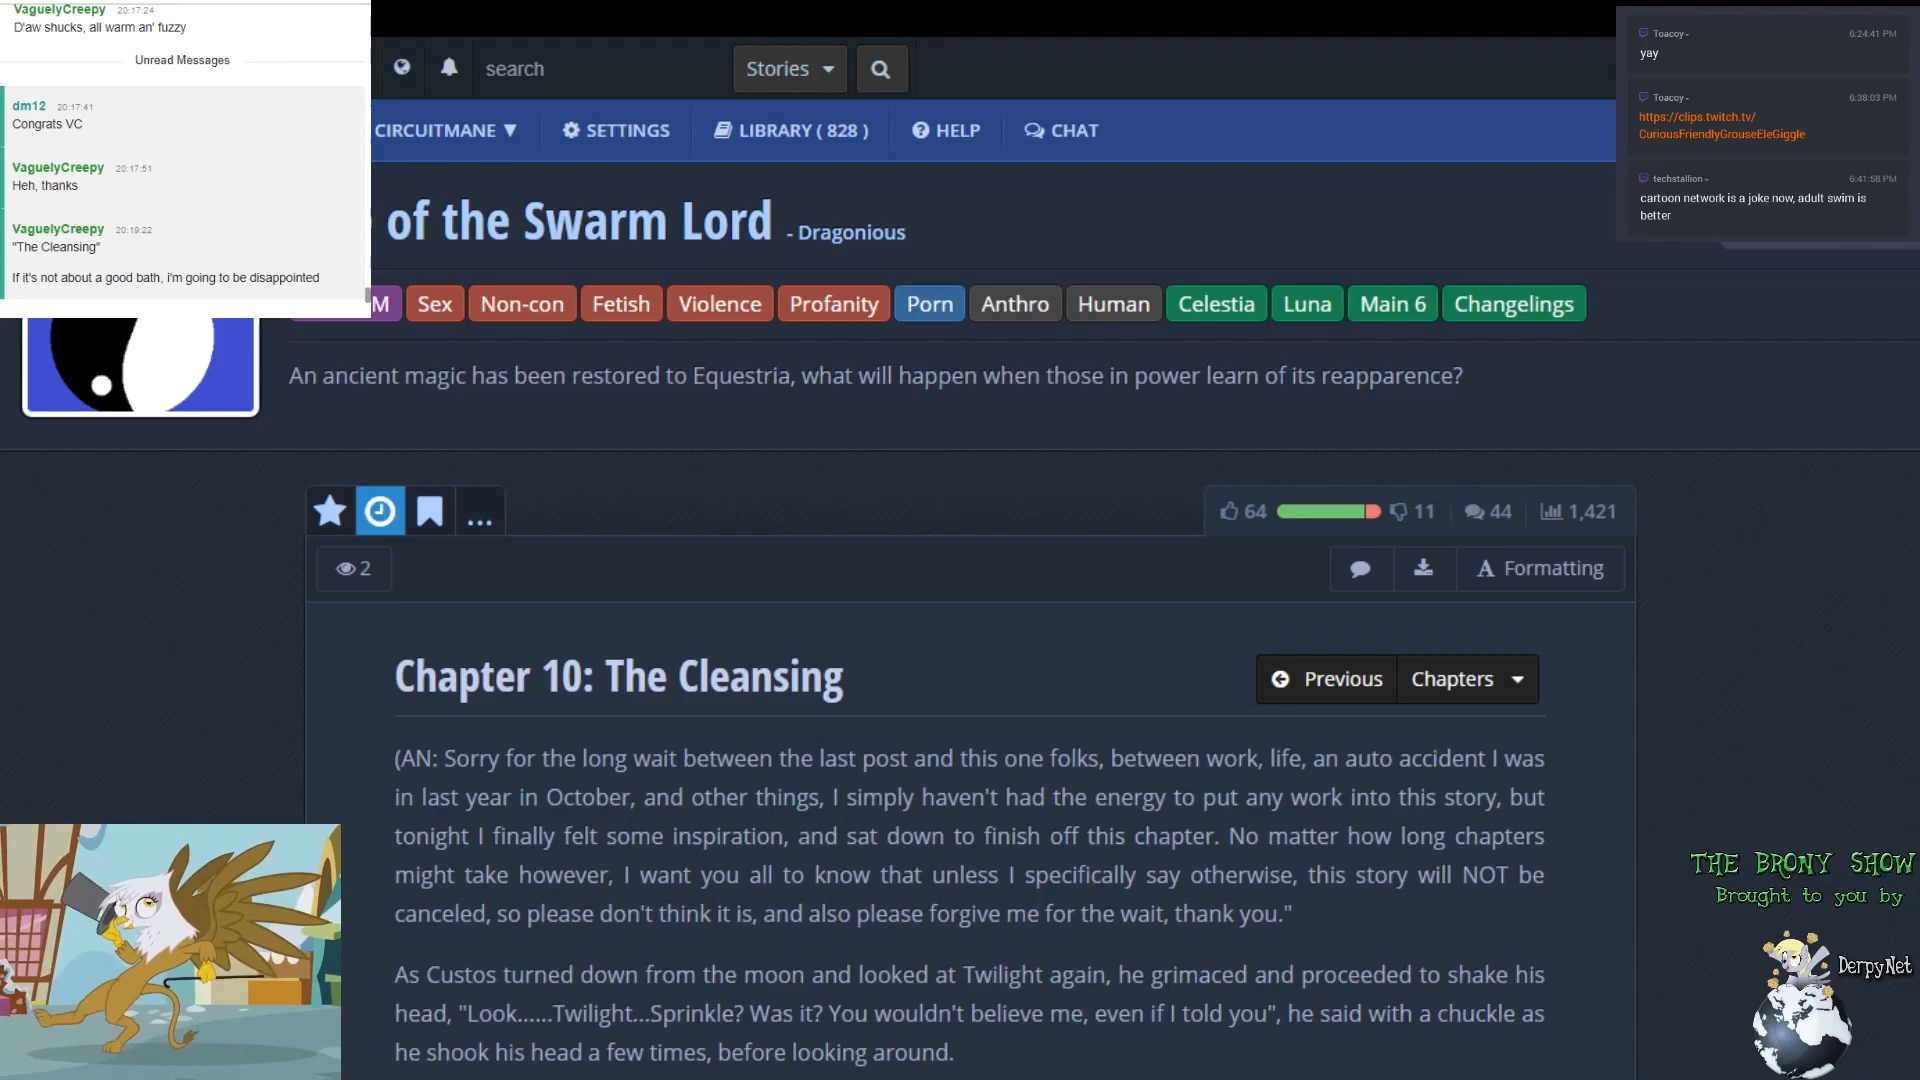 VaguelyCreepy 20:17:24
D'aw shucks, all warm an' fuzzy
Unread Messages
dm12 20:17:41
Congrats VC
VaguelyCreepy 20:17:51
Heh, thanks
VaguelyCreepy 20:19:22
"The Cleansing"
If it's not about a good bath, i'm going to be disappointed
search
Stories
CIRCUITMANE ▼
SETTINGS
LIBRARY ( 828 )
HELP
CHAT
Toacoy 6:24:41 PM
yay
Toacoy 6:38:03 PM
https://clips.twitch.tv/
CuriousFriendlyGrouseEleGiggle
techstallion 6:41:58 PM
cartoon network is a joke now, adult swim is
better
of the Swarm Lord - Dragonious
M Sex Non-con Fetish Violence Profanity Porn Anthro Human Celestia Luna Main 6 Changelings
An ancient magic has been restored to Equestria, what will happen when those in power learn of its reapparence?
64 11 44 1,421
2
A Formatting
Chapter 10: The Cleansing
Previous
Chapters
(AN: Sorry for the long wait between the last post and this one folks, between work, life, an auto accident I was
in last year in October, and other things, I simply haven't had the energy to put any work into this story, but
tonight I finally felt some inspiration, and sat down to finish off this chapter. No matter how long chapters
might take however, I want you all to know that unless I specifically say otherwise, this story will NOT be
canceled, so please don't think it is, and also please forgive me for the wait, thank you."
As Custos turned down from the moon and looked at Twilight again, he grimaced and proceeded to shake his
head, "Look......Twilight...Sprinkle? Was it? You wouldn't believe me, even if I told you", he said with a chuckle as
he shook his head a few times, before looking around.
THE BRONY SHOW
Brought to you by
DerpyNet